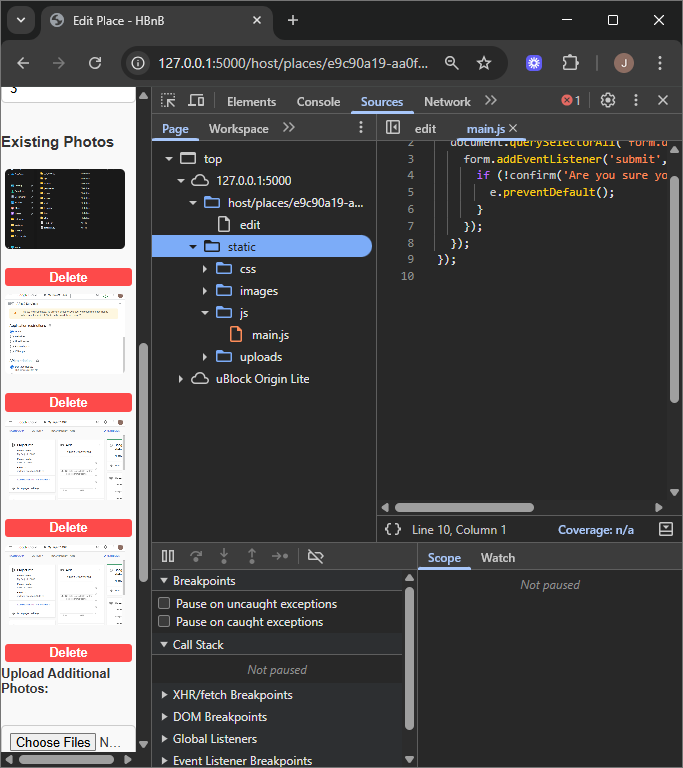 Edit Place - HBnB
127.0.0.1:5000/host/places/e9c90a19-aa0f...
J
3
Existing Photos
Delete
Delete
Delete
Delete
Upload Additional
Photos:
Choose Files N...
Elements Console Sources Network 1
Page Workspace
top
127.0.0.1:5000
host/places/e9c90a19-a...
edit
static
css
images
js
main.js
uploads
uBlock Origin Lite
edit main.js
2 document.querySelectorAll('form.d
3 form.addEventListener('submit',
4 if (!confirm('Are you sure yo
5 e.preventDefault();
6 }
7 });
8 });
9 });
10
{ } Line 10, Column 1 Coverage: n/a
Breakpoints
Pause on uncaught exceptions
Pause on caught exceptions
Call Stack
Not paused
XHR/fetch Breakpoints
DOM Breakpoints
Global Listeners
Event Listener Breakpoints
Scope Watch
Not paused